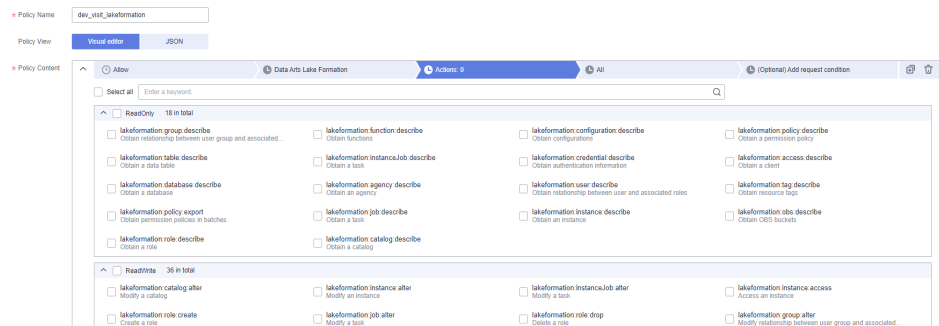 * Policy Name dev_visit_lakeformation
Policy View Visual editor JSON
* Policy Content Allow Data Arts Lake Formation Actions: 0 All (Optional) Add request condition
Select all Enter a keyword.
ReadOnly 18 in total
lakeformation:group:describe lakeformation:function:describe lakeformation:configuration:describe lakeformation:policy:describe
Obtain relationship between user group and associated... Obtain functions Obtain configurations Obtain a permission policy
lakeformation:table:describe lakeformation:instanceJob:describe lakeformation:credential:describe lakeformation:access:describe
Obtain a data table Obtain a task Obtain authentication information Obtain a client
lakeformation:database:describe lakeformation:agency:describe lakeformation:user:describe lakeformation:tag:describe
Obtain a database Obtain an agency Obtain relationship between user and associated roles Obtain resource tags
lakeformation:policy:export lakeformation:job:describe lakeformation:instance:describe lakeformation:obs:describe
Obtain permission policies in batches Obtain a task Obtain an instance Obtain OBS buckets
lakeformation:role:describe lakeformation:catalog:describe
Obtain a role Obtain a catalog
ReadWrite 36 in total
lakeformation:catalog:alter lakeformation:instance:alter lakeformation:instanceJob:alter lakeformation:instance:access
Modify a catalog Modify an instance Modify a task Access an instance
lakeformation:role:create lakeformation:job:alter lakeformation:role:drop lakeformation:group:alter
Create a role Modify a task Delete a role Modify relationship between user group and associated...